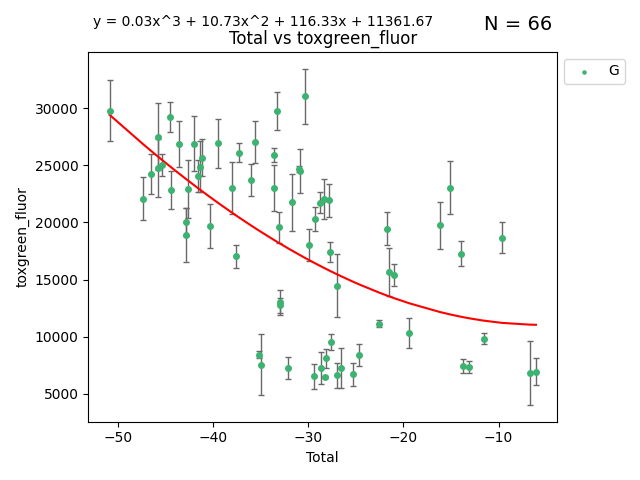 y = 0.03x^3 + 10.73x^2 + 116.33x + 11361.67
N = 66
Total vs toxgreen_fluor
G
30000
25000
20000
15000
10000
5000
toxgreen_fluor
−50 −40 −30 −20 −10
Total